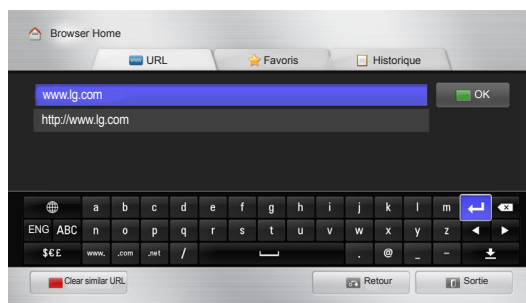 Browser Home
URL Favoris Historique
www.lg.com OK
http://www.lg.com
a b c d e f g h i j k l m
ENG ABC n o p q r s t u v w x y z
$€£ www. .com .net / . @ _ -
Clear similar URL Retour Sortie